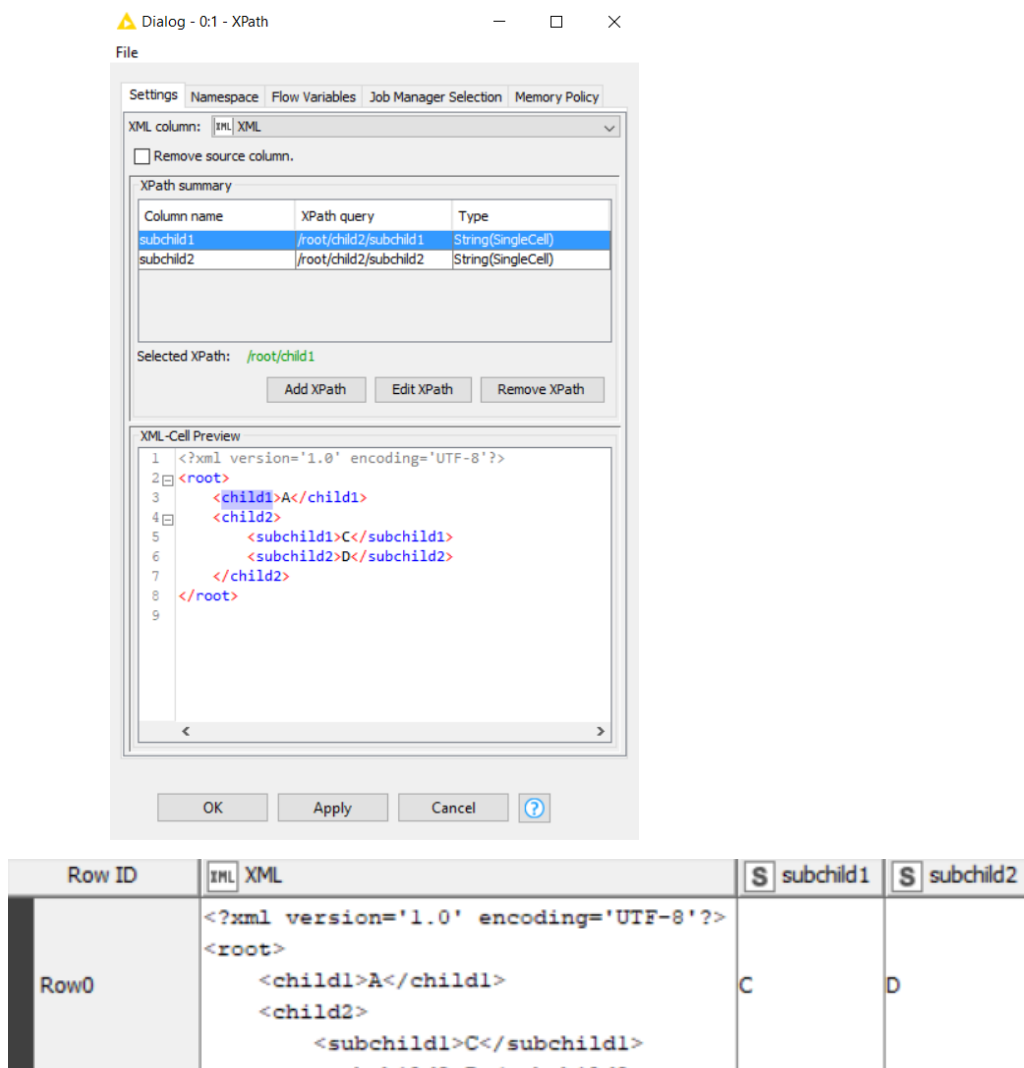 Dialog - 0:1 - XPath
File
Settings Namespace Flow Variables Job Manager Selection Memory Policy
XML column: XML XML
Remove source column.
XPath summary
Column name XPath query Type
subchild1 /root/child2/subchild1 String(SingleCell)
subchild2 /root/child2/subchild2 String(SingleCell)
Selected XPath: /root/child1
Add XPath Edit XPath Remove XPath
XML-Cell Preview
1 <?xml version='1.0' encoding='UTF-8'?>
2 <root>
3 <child1>A</child1>
4 <child2>
5 <subchild1>C</subchild1>
6 <subchild2>D</subchild2>
7 </child2>
8 </root>
9
OK Apply Cancel ?
Row ID XML XML S subchild1 S subchild2
<?xml version='1.0' encoding='UTF-8'?>
<root>
Row0 <child1>A</child1> C D
<child2>
<subchild1>C</subchild1>